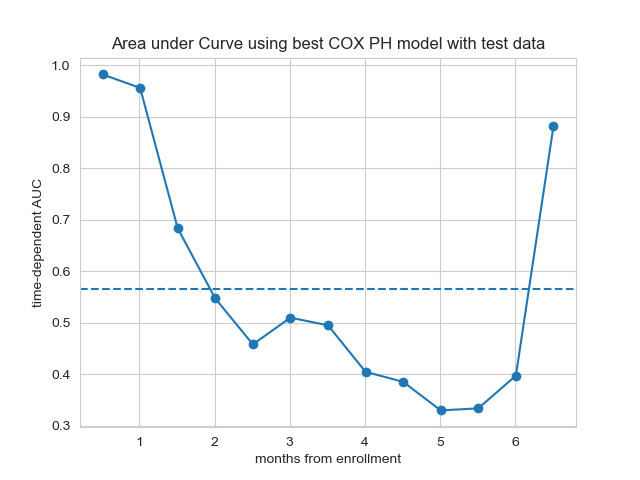 Area under Curve using best COX PH model with test data
time-dependent AUC
1.0
0.9
0.8
0.7
0.6
0.5
0.4
0.3
1 2 3 4 5 6
months from enrollment